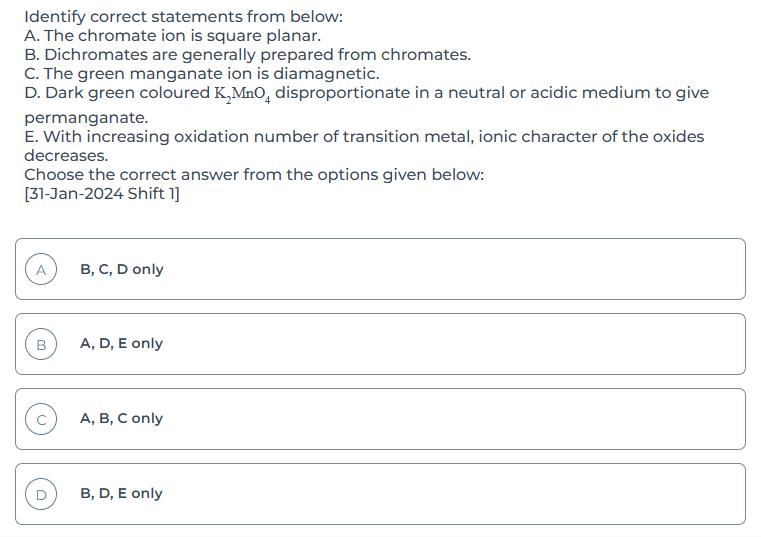 Identify correct statements from below:
A. The chromate ion is square planar.
B. Dichromates are generally prepared from chromates.
C. The green manganate ion is diamagnetic.
D. Dark green coloured K₂MnO₄ disproportionate in a neutral or acidic medium to give
permanganate.
E. With increasing oxidation number of transition metal, ionic character of the oxides
decreases.
Choose the correct answer from the options given below:
[31-Jan-2024 Shift 1]
A B, C, D only
B A, D, E only
C A, B, C only
D B, D, E only